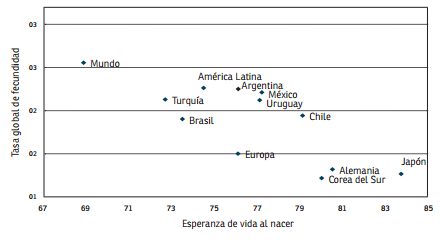 Tasa global de fecundidad
03
03
02
02
01
Mundo
América Latina
Argentina
México
Turquía
Uruguay
Brasil
Chile
Europa
Japón
Alemania
Corea del Sur
67 69 71 73 75 77 79 81 83 85
Esperanza de vida al nacer